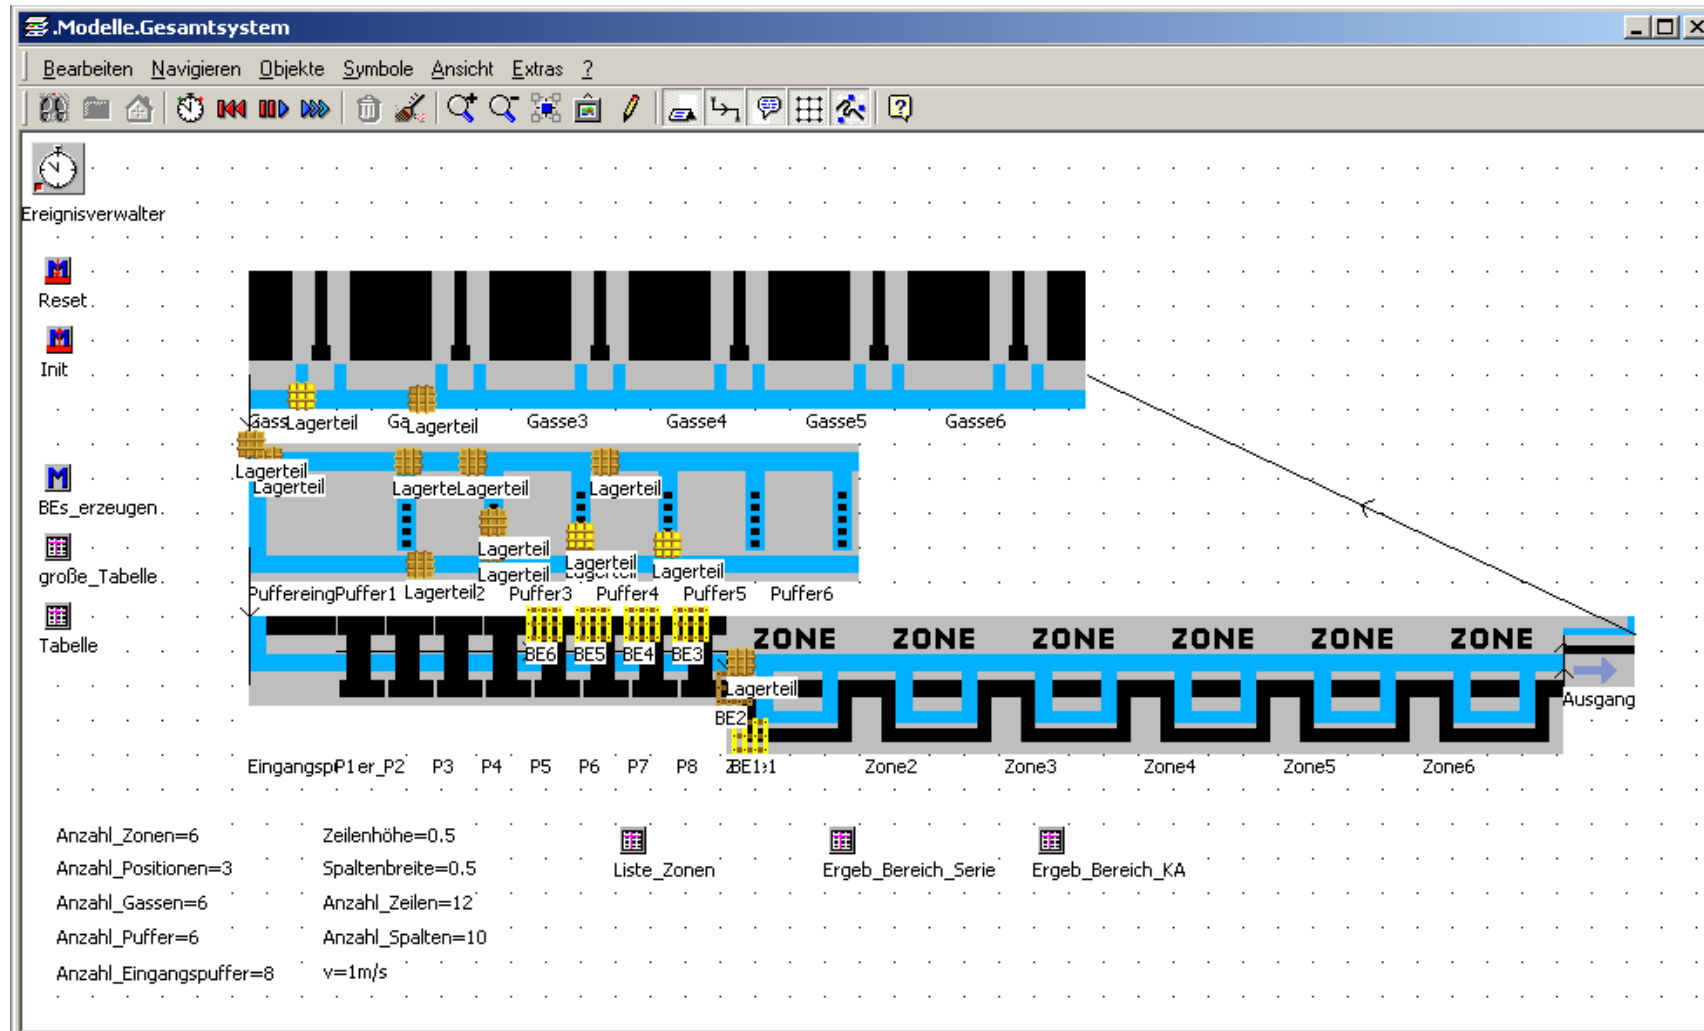 .Modelle.Gesamtsystem
Bearbeiten Navigieren Objekte Symbole Ansicht Extras ?
Ereignisverwalter
Reset
Init
BEs_erzeugen
große_Tabelle
Tabelle
Lagerteil Lagerteil Gasse3 Gasse4 Gasse5 Gasse6
Lagerteil
Lagerteil Lagerteil Lagerteil
Lagerteil
Lagerteil
Lagerteil Lagerteil
Lagerteil
Puffer1 Lagerteil Puffer3 Puffer4 Puffer5 Puffer6
ZONE ZONE ZONE ZONE ZONE ZONE
BE6 BE5 BE4 BE3
Lagerteil
Ausgang
BE2
P1 P2 P3 P4 P5 P6 P7 P8 BE1 Zone2 Zone3 Zone4 Zone5 Zone6
Anzahl_Zonen=6 Zeilenhöhe=0.5
Anzahl_Positionen=3 Spaltenbreite=0.5 Liste_Zonen Ergeb_Bereich_Serie Ergeb_Bereich_KA
Anzahl_Gassen=6 Anzahl_Zeilen=12
Anzahl_Puffer=6 Anzahl_Spalten=10
Anzahl_Eingangspuffer=8 v=1m/s